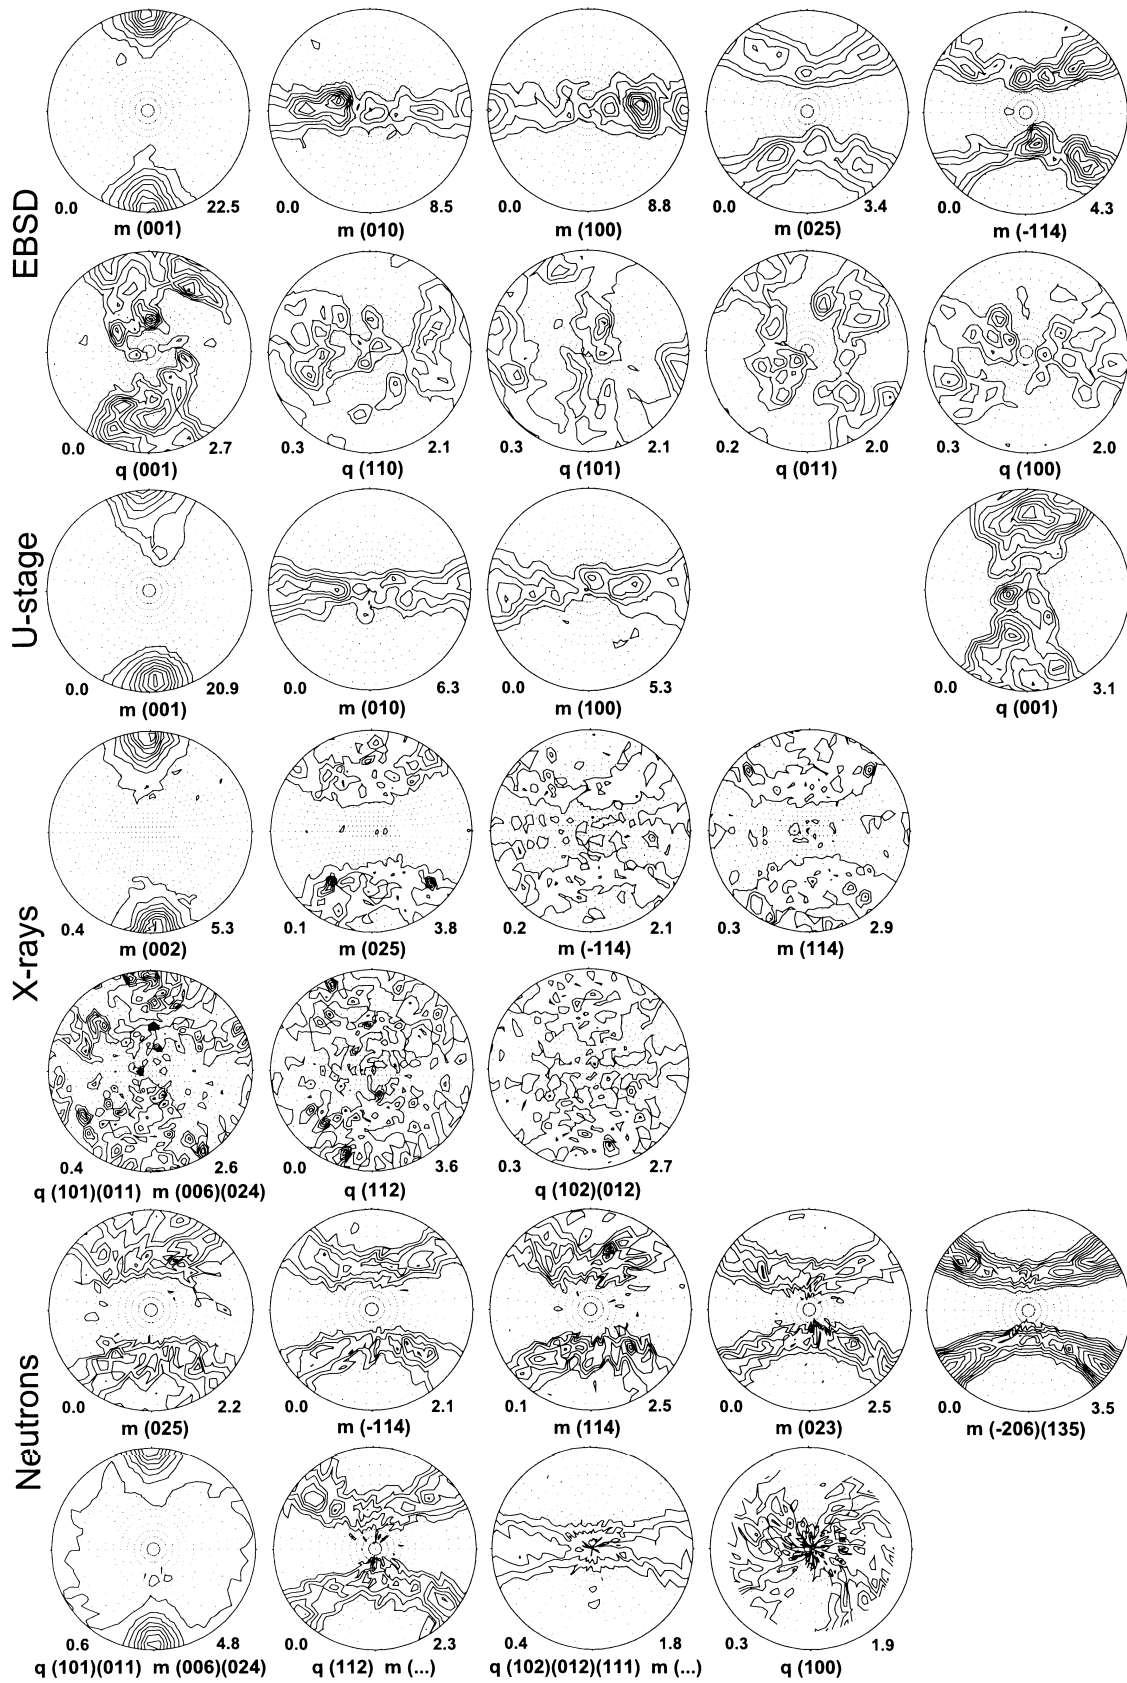 EBSD
0.0 22.5 0.0 8.5 0.0 8.8 0.0 3.4 0.0 4.3
m (001) m (010) m (100) m (025) m (-114)
0.0 2.7 0.3 2.1 0.3 2.1 0.2 2.0 0.3 2.0
q (001) q (110) q (101) q (011) q (100)
U-stage
0.0 20.9 0.0 6.3 0.0 5.3 0.0 3.1
m (001) m (010) m (100) q (001)
X-rays
0.4 5.3 0.1 3.8 0.2 2.1 0.3 2.9
m (002) m (025) m (-114) m (114)
0.4 2.6 0.0 3.6 0.3 2.7
q (101)(011) m (006)(024) q (112) q (102)(012)
Neutrons
0.0 2.2 0.0 2.1 0.1 2.5 0.0 2.5 0.0 3.5
m (025) m (-114) m (114) m (023) m (-206)(135)
0.6 4.8 0.0 2.3 0.4 1.8 0.3 1.9
q (101)(011) m (006)(024) q (112) m (...) q (102)(012)(111) m (...) q (100)